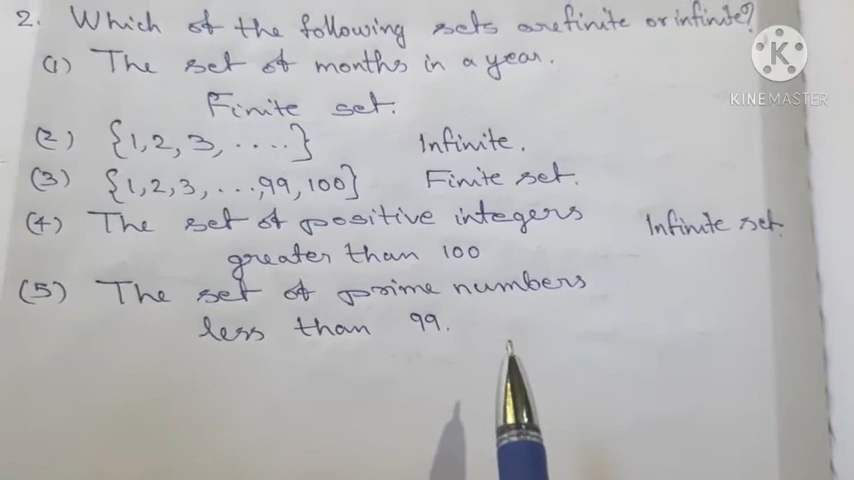 2. Which of the following sets are finite or infinite?
(1) The set of months in a year.
Finite set.
(2) {1, 2, 3, .....} Infinite.
(3) {1, 2, 3, ..., 99, 100} Finite set.
(4) The set of positive integers Infinite set.
greater than 100
(5) The set of prime numbers
less than 99.
K
KINEMASTER